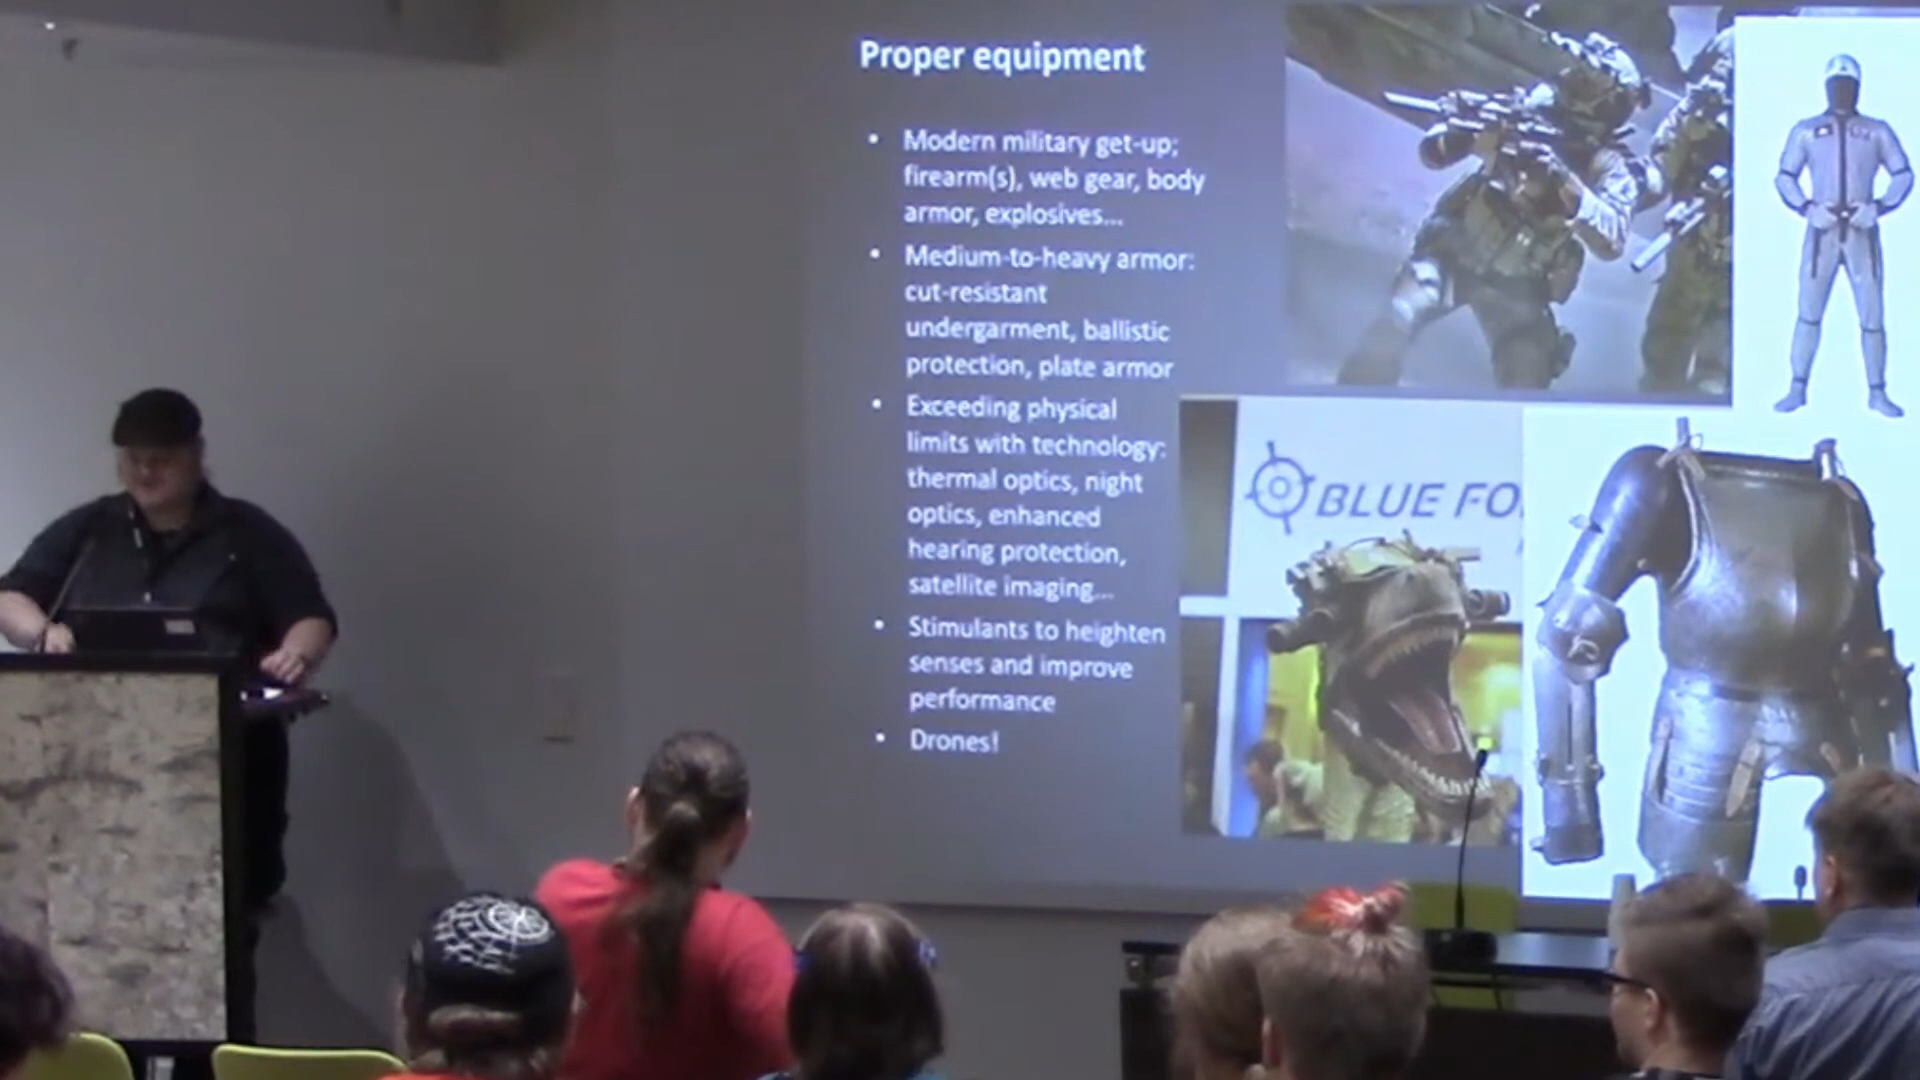 Proper equipment
• Modern military get-up;
firearm(s), web gear, body
armor, explosives...
• Medium-to-heavy armor:
cut-resistant
undergarment, ballistic
protection, plate armor
• Exceeding physical
limits with technology:
thermal optics, night
optics, enhanced
hearing protection,
satellite imaging...
• Stimulants to heighten
senses and improve
performance
• Drones!
BLUE FO